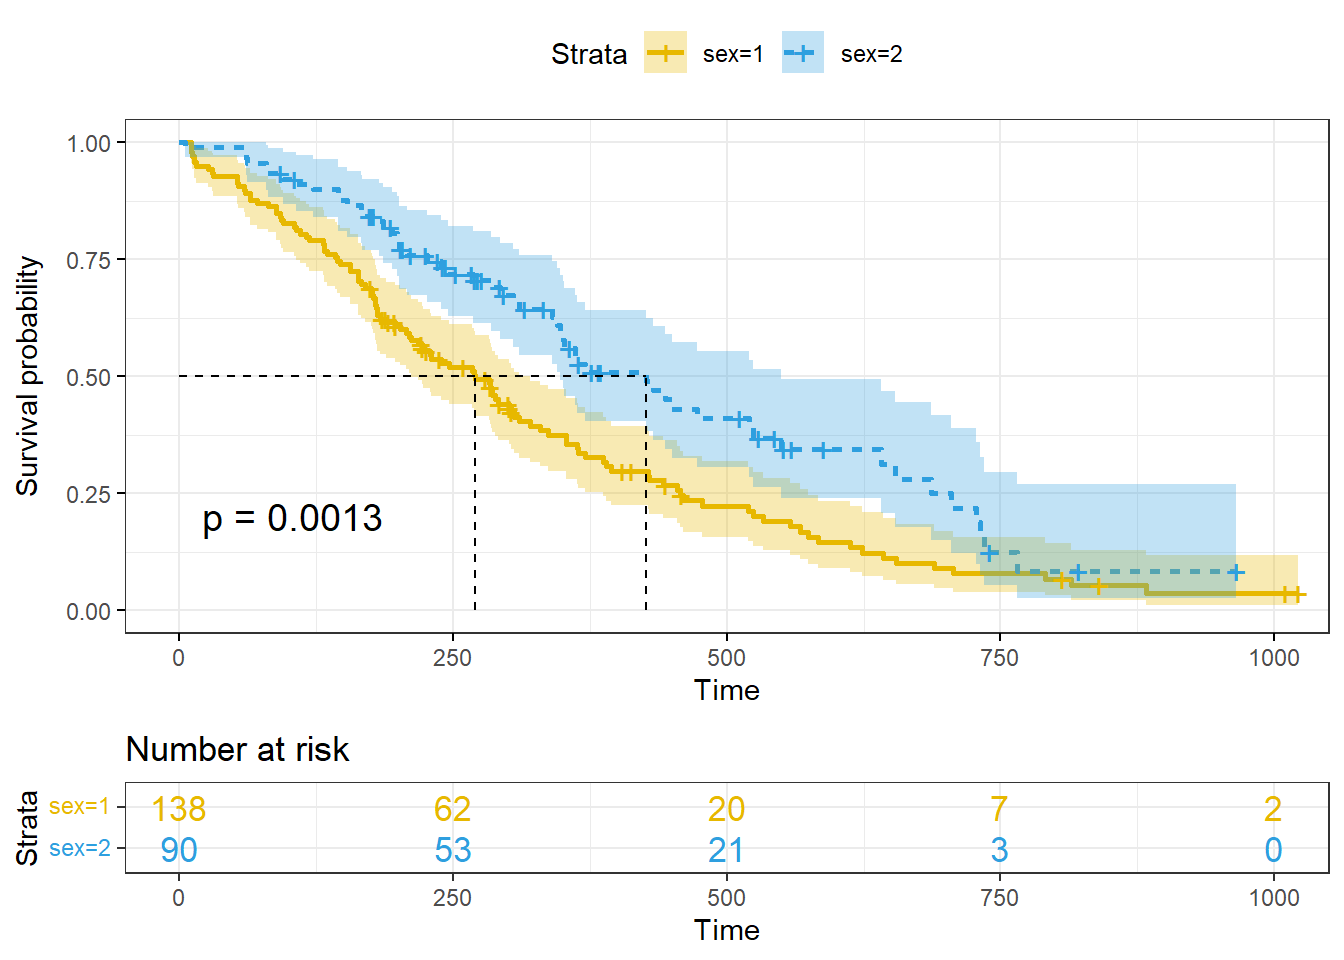 Strata sex=1 sex=2
Survival probability
1.00
0.75
0.50
0.25
0.00
p = 0.0013
0 250 500 750 1000
Time
Number at risk
Strata
sex=1 138 62 20 7 2
sex=2 90 53 21 3 0
0 250 500 750 1000
Time